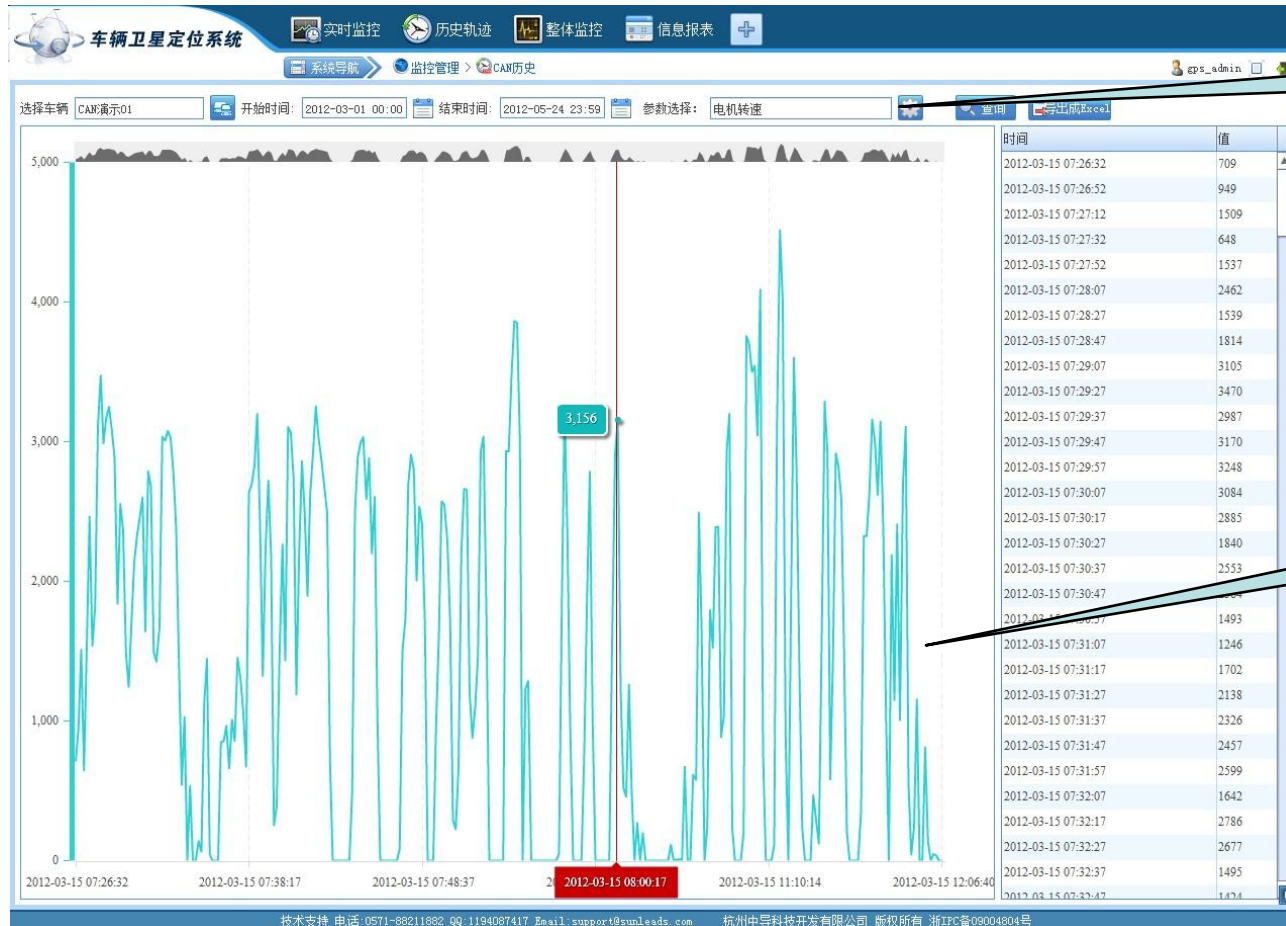 车辆卫星定位系统 实时监控 历史轨迹 整体监控 信息报表
系统导航 监控管理 > CAN历史 gps_admin
选择车辆 CAN演示01 开始时间: 2012-03-01 00:00 结束时间: 2012-05-24 23:59 参数选择: 电机转速 查询 导出成Excel
时间 值
5,000
4,000
3,000
2,000
1,000
0
3,156
2012-03-15 07:26:32 2012-03-15 07:38:17 2012-03-15 07:48:37 2012-03-15 08:00:17 2012-03-15 11:10:14 2012-03-15 12:06:40
2012-03-15 07:26:32 709
2012-03-15 07:26:52 949
2012-03-15 07:27:12 1509
2012-03-15 07:27:32 648
2012-03-15 07:27:52 1537
2012-03-15 07:28:07 2462
2012-03-15 07:28:27 1539
2012-03-15 07:28:47 1814
2012-03-15 07:29:07 3105
2012-03-15 07:29:27 3470
2012-03-15 07:29:37 2987
2012-03-15 07:29:47 3170
2012-03-15 07:29:57 3248
2012-03-15 07:30:07 3084
2012-03-15 07:30:17 2885
2012-03-15 07:30:27 1840
2012-03-15 07:30:37 2553
2012-03-15 07:30:47
2012-03-15 07:30:57 1493
2012-03-15 07:31:07 1246
2012-03-15 07:31:17 1702
2012-03-15 07:31:27 2138
2012-03-15 07:31:37 2326
2012-03-15 07:31:47 2457
2012-03-15 07:31:57 2599
2012-03-15 07:32:07 1642
2012-03-15 07:32:17 2786
2012-03-15 07:32:27 2677
2012-03-15 07:32:37 1495
2012-03-15 07:32:47 1424
技术支持 电话:0571-88211882 QQ:1194087417 Email:support@sunleads.com 杭州中导科技开发有限公司 版权所有 浙IPC备09004804号